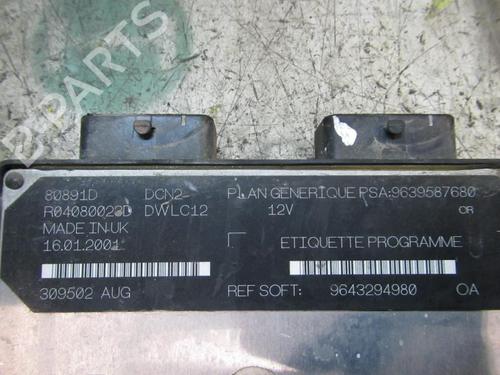 80891D DCN2 PLAN GENERIQUE PSA:9639587680
R04080023D DWLC12 12V CR
MADE IN UK
16.01.2001 ETIQUETTE PROGRAMME
309502 AUG REF SOFT: 9643294980 OA
B-PARTS